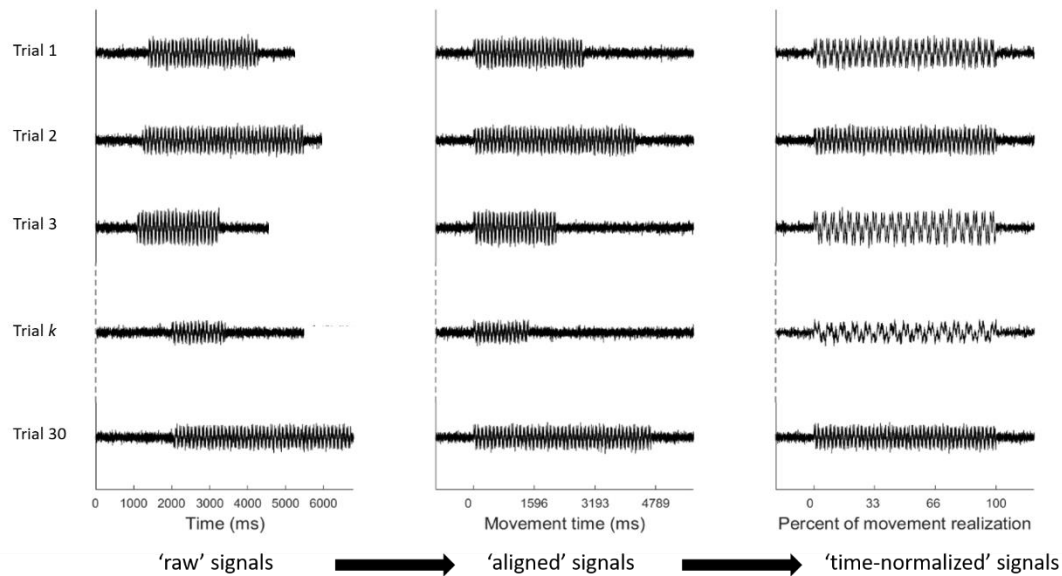 Trial 1
Trial 2
Trial 3
Trial k
Trial 30
0 1000 2000 3000 4000 5000 6000
Time (ms)
0 1596 3193 4789
Movement time (ms)
0 33 66 100
Percent of movement realization
'raw' signals
'aligned' signals
'time-normalized' signals